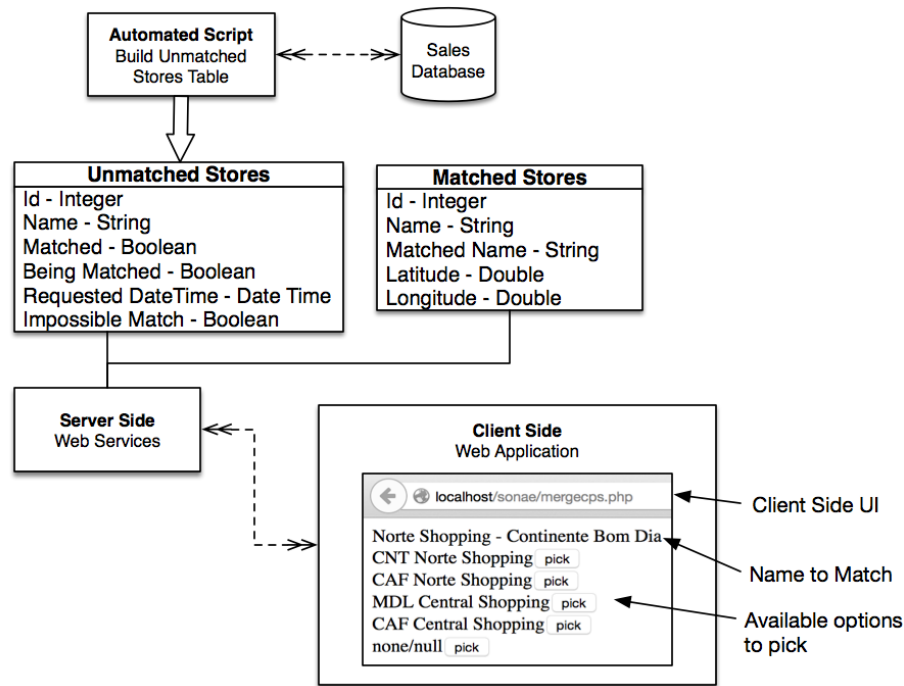 Automated Script
Build Unmatched
Stores Table
Sales
Database
Unmatched Stores
Id - Integer
Name - String
Matched - Boolean
Being Matched - Boolean
Requested DateTime - Date Time
Impossible Match - Boolean
Matched Stores
Id - Integer
Name - String
Matched Name - String
Latitude - Double
Longitude - Double
Server Side
Web Services
Client Side
Web Application
localhost/sonae/mergecps.php
Norte Shopping - Continente Bom Dia
CNT Norte Shopping pick
CAF Norte Shopping pick
MDL Central Shopping pick
CAF Central Shopping pick
none/null pick
Client Side UI
Name to Match
Available options
to pick